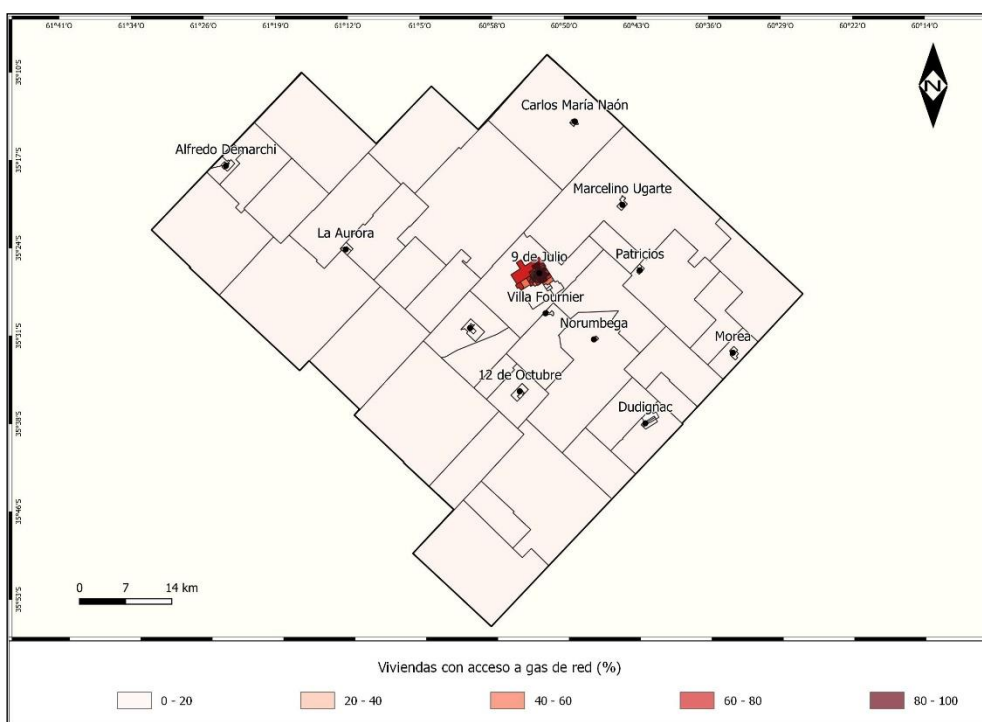 61°41'O 61°34'O 61°26'O 61°19'O 61°12'O 61°5'O 60°58'O 60°50'O 60°43'O 60°36'O 60°29'O 60°22'O 60°14'O
35°10'S
35°17'S
35°24'S
35°31'S
35°38'S
35°46'S
35°53'S
N
Carlos María Naón
Alfredo Demarchi
Marcelino Ugarte
La Aurora
9 de Julio
Patricios
Villa Fournier
Norumbega
Morea
12 de Octubre
Dudignac
0 7 14 km
Viviendas con acceso a gas de red (%)
0 - 20 20 - 40 40 - 60 60 - 80 80 - 100